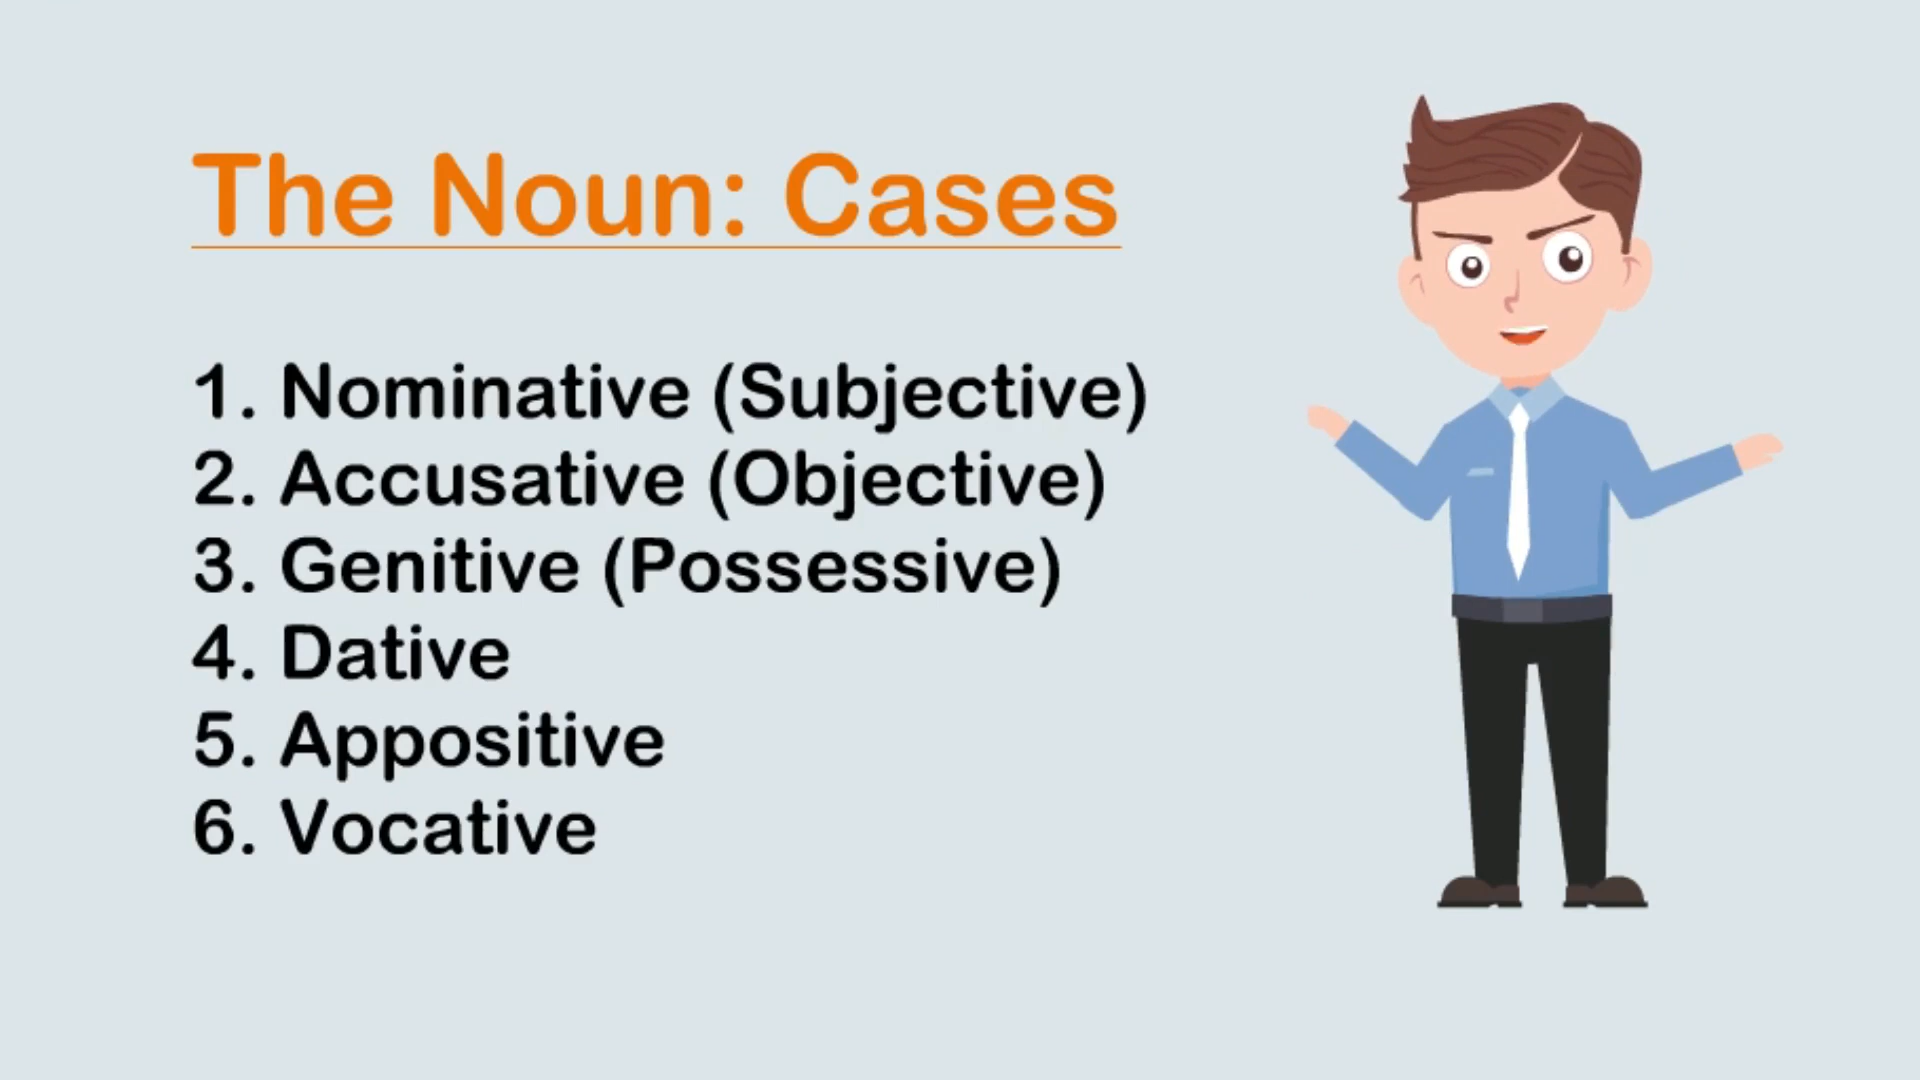 The Noun: Cases
1. Nominative (Subjective)
2. Accusative (Objective)
3. Genitive (Possessive)
4. Dative
5. Appositive
6. Vocative